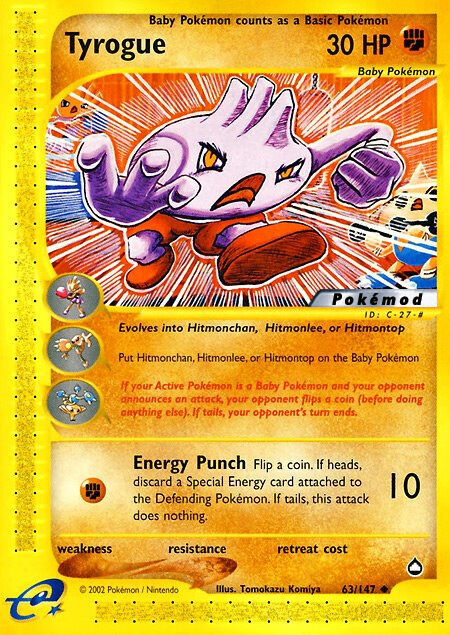 Baby Pokémon counts as a Basic Pokémon
Tyrogue 30 HP
Baby Pokémon
Pokémod
ID: C-27-#
Evolves into Hitmonchan, Hitmonlee, or Hitmontop
Put Hitmonchan, Hitmonlee, or Hitmontop on the Baby Pokémon
If your Active Pokémon is a Baby Pokémon and your opponent
announces an attack, your opponent flips a coin (before doing
anything else). If tails, your opponent's turn ends.
Energy Punch Flip a coin. If heads,
discard a Special Energy card attached to
the Defending Pokémon. If tails, this attack
does nothing.
10
weakness resistance retreat cost
© 2002 Pokémon / Nintendo Illus. Tomokazu Komiya 63/147
e